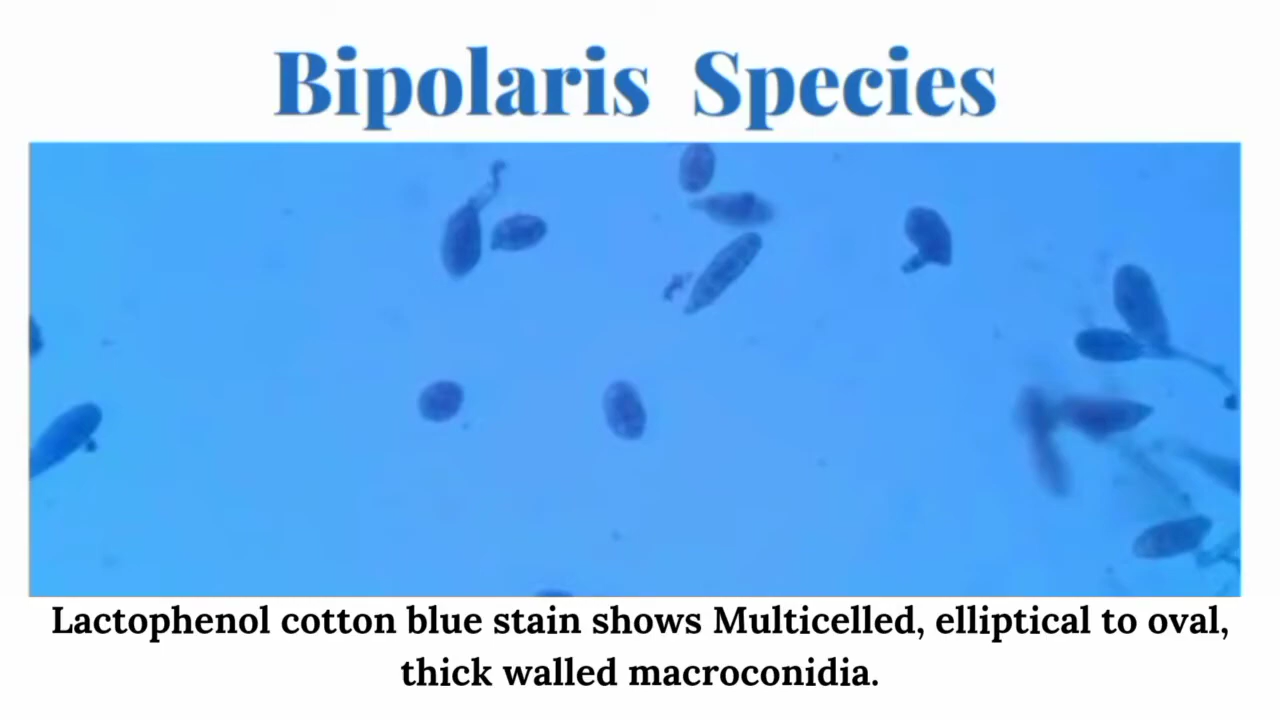 Bipolaris Species
Lactophenol cotton blue stain shows Multicelled, elliptical to oval,
thick walled macroconidia.